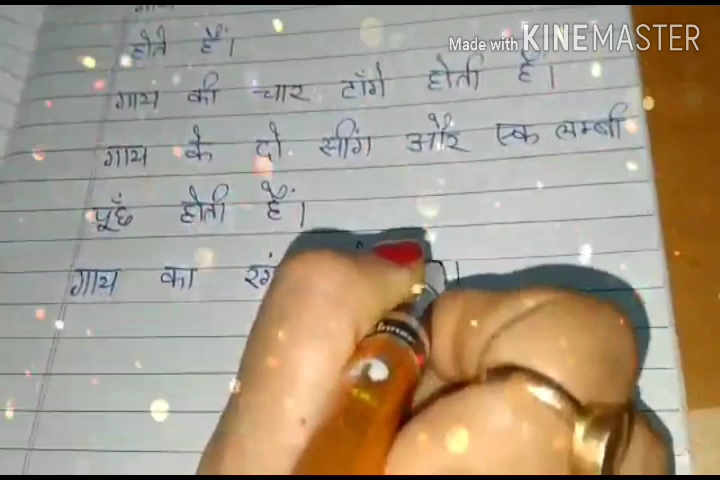 Made with KINEMASTER
होते हैं।
गाय की चार टाँगे होती हैं।
गाय के दो सींग और एक लम्बी
पूँछ होती हैं।
गाय का रंग